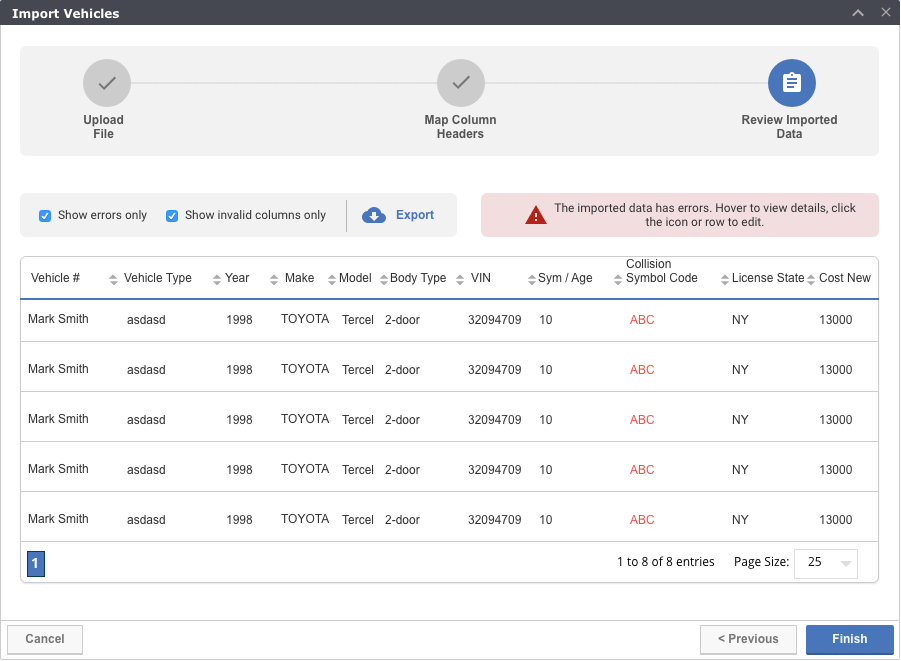 Import Vehicles
Upload
File
Map Column
Headers
Review Imported
Data
Show errors only
Show invalid columns only
Export
The imported data has errors. Hover to view details, click
the icon or row to edit.
Vehicle # Vehicle Type Year Make Model Body Type VIN Sym / Age Collision
Symbol Code License State Cost New
Mark Smith asdasd 1998 TOYOTA Tercel 2-door 32094709 10 ABC NY 13000
Mark Smith asdasd 1998 TOYOTA Tercel 2-door 32094709 10 ABC NY 13000
Mark Smith asdasd 1998 TOYOTA Tercel 2-door 32094709 10 ABC NY 13000
Mark Smith asdasd 1998 TOYOTA Tercel 2-door 32094709 10 ABC NY 13000
Mark Smith asdasd 1998 TOYOTA Tercel 2-door 32094709 10 ABC NY 13000
1 1 to 8 of 8 entries Page Size: 25
Cancel < Previous Finish